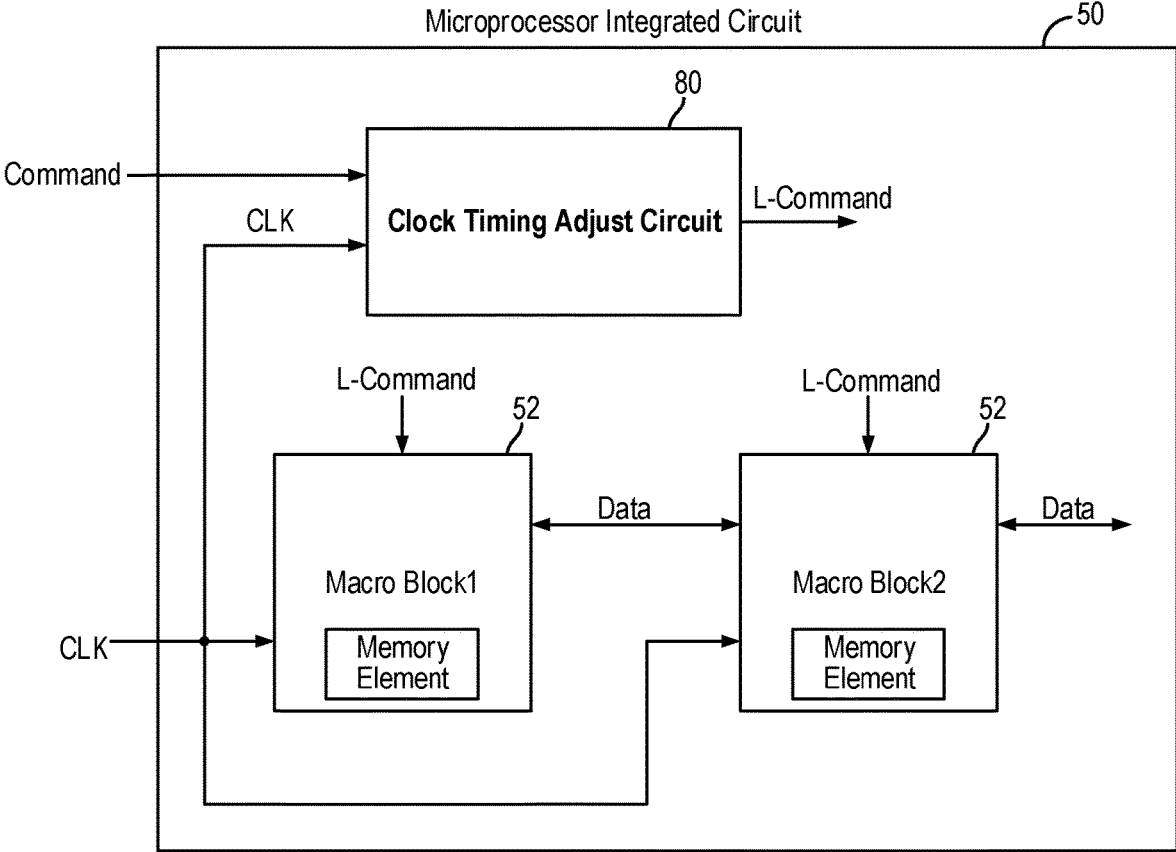 Microprocessor Integrated Circuit
50
80
Command
CLK
Clock Timing Adjust Circuit
L-Command
L-Command
52
L-Command
52
Data
Data
Macro Block1
Macro Block2
CLK
Memory
Element
Memory
Element